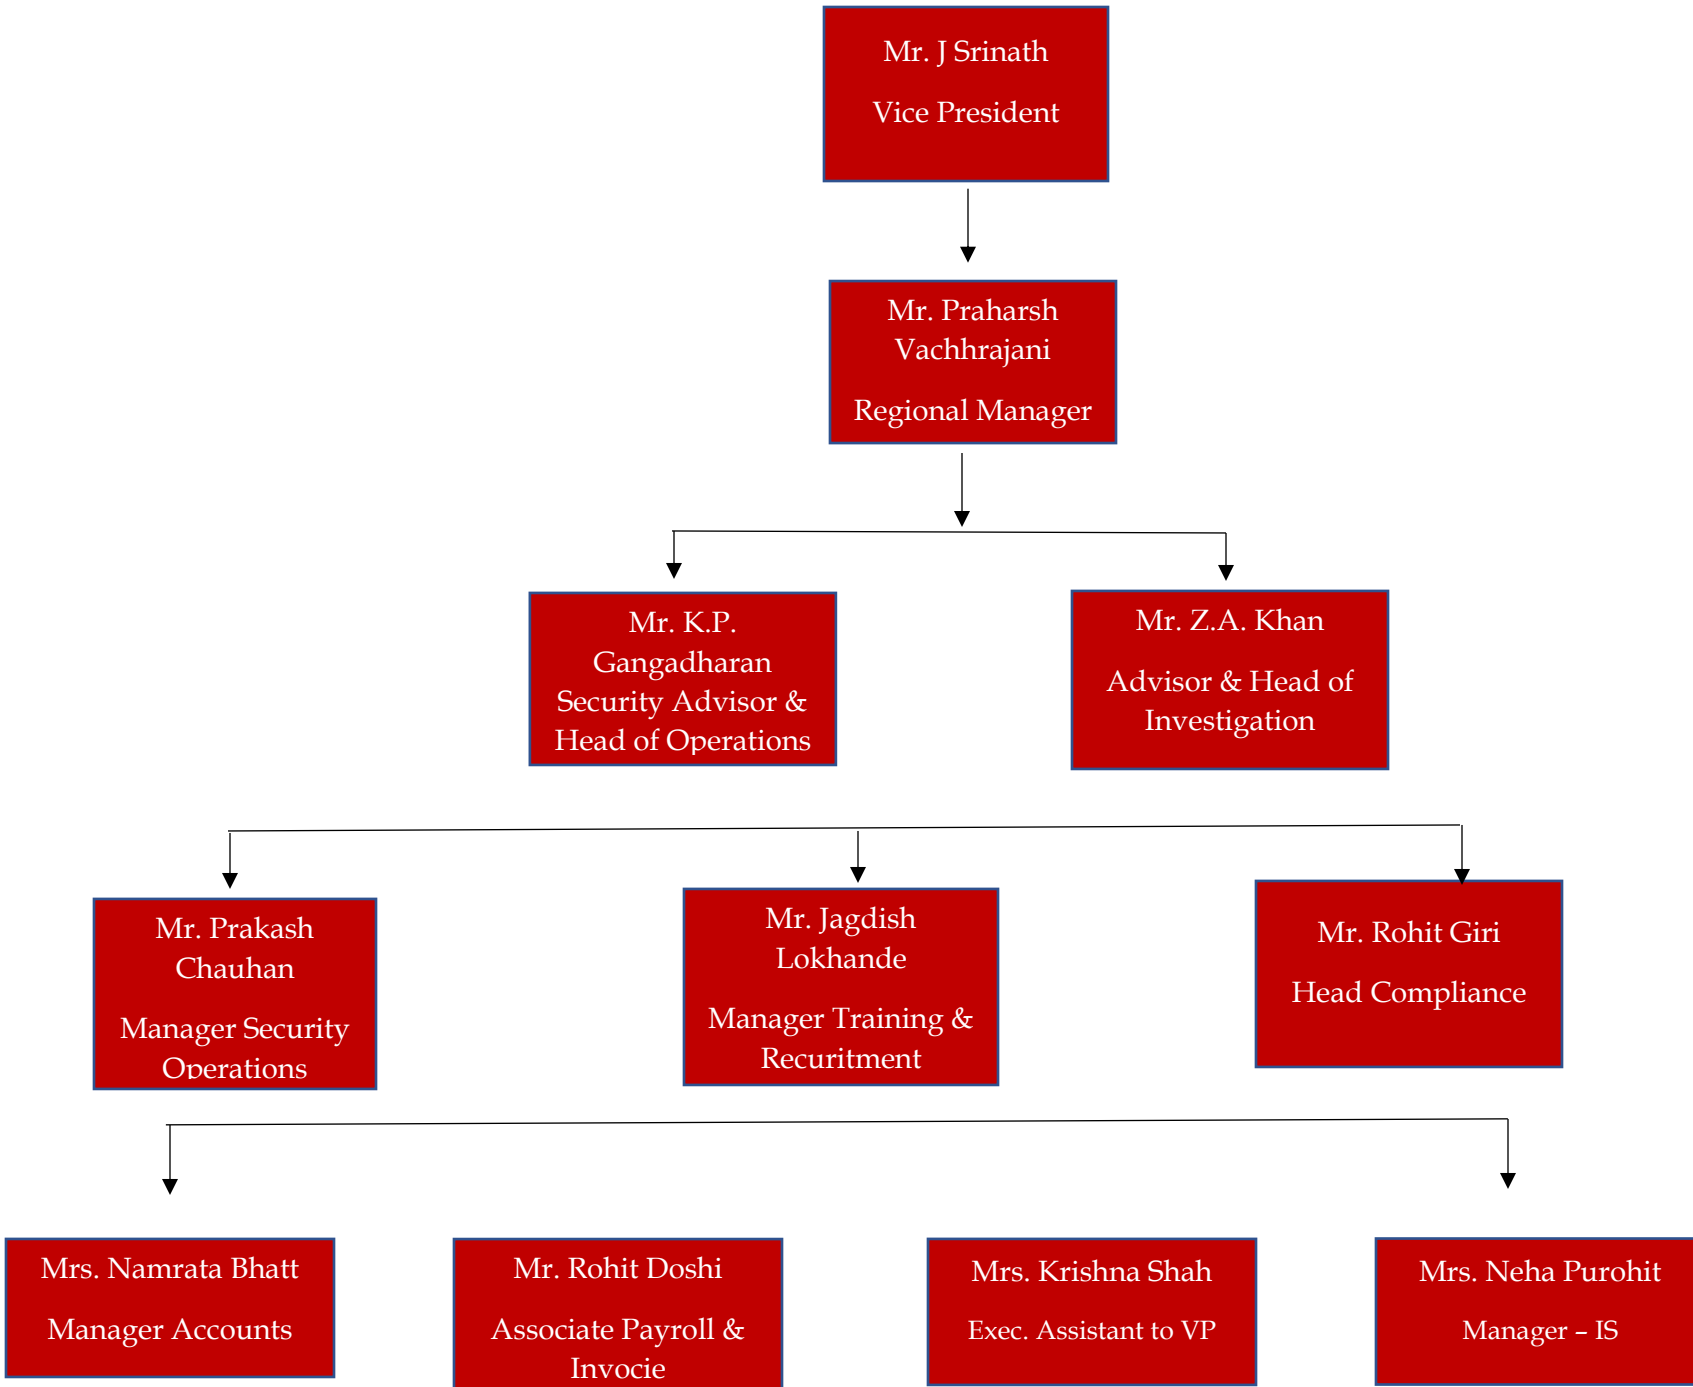 Mr. J Srinath
Vice President
Mr. Praharsh
Vachhrajani
Regional Manager
Mr. K.P.
Gangadharan
Security Advisor &
Head of Operations
Mr. Z.A. Khan
Advisor & Head of
Investigation
Mr. Prakash
Chauhan
Manager Security
Operations
Mr. Jagdish
Lokhande
Manager Training &
Recuritment
Mr. Rohit Giri
Head Compliance
Mrs. Namrata Bhatt
Manager Accounts
Mr. Rohit Doshi
Associate Payroll &
Invocie
Mrs. Krishna Shah
Exec. Assistant to VP
Mrs. Neha Purohit
Manager – IS